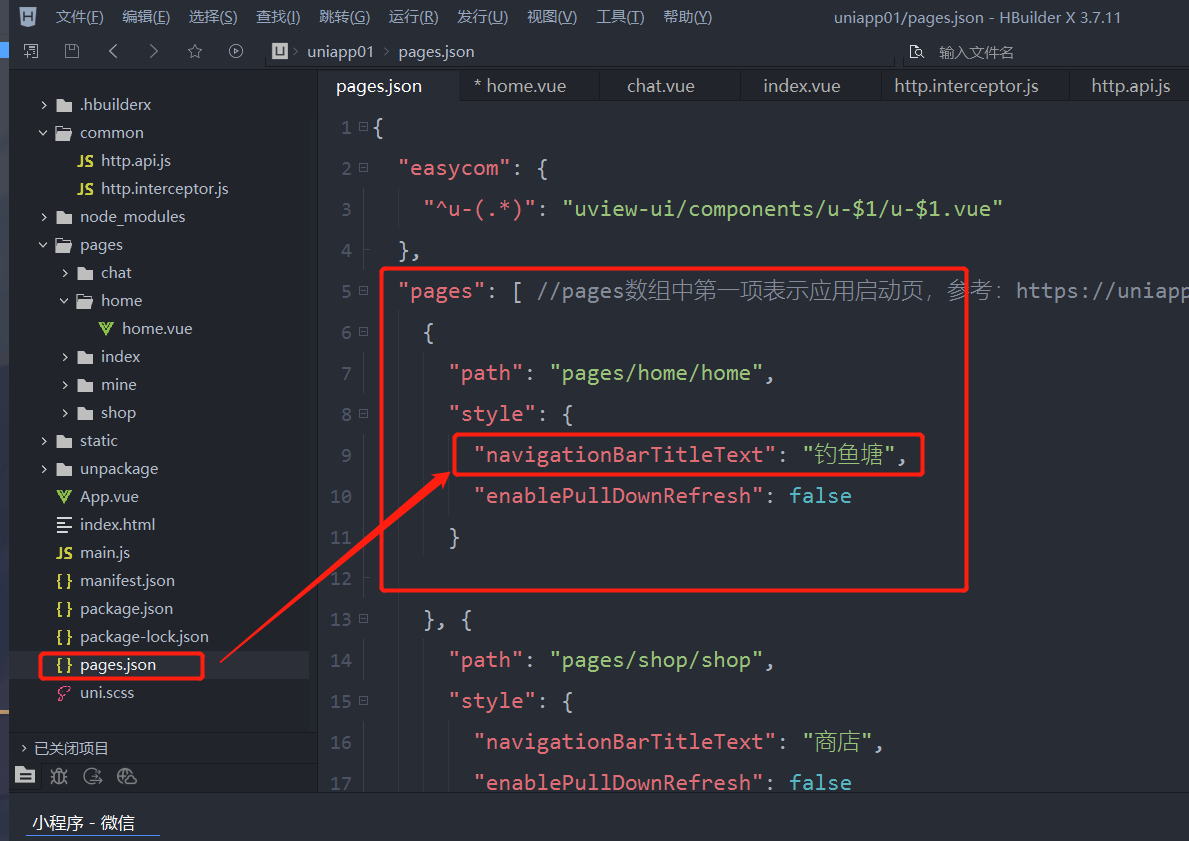 文件(F) 编辑(E) 选择(S) 查找(I) 跳转(G) 运行(R) 发行(U) 视图(V) 工具(T) 帮助(Y) uniapp01/pages.json - HBuilder X 3.7.11
U uniapp01 pages.json 输入文件名
pages.json * home.vue chat.vue index.vue http.interceptor.js http.api.js
.hbuilderx
common
JS http.api.js
JS http.interceptor.js
node_modules
pages
chat
home
home.vue
index
mine
shop
static
unpackage
App.vue
index.html
JS main.js
{ } manifest.json
{ } package.json
{ } package-lock.json
{ } pages.json
uni.scss
已关闭项目
1 {
2 "easycom": {
3 "^u-(.*)": "uview-ui/components/u-$1/u-$1.vue"
4 },
5 "pages": [ //pages数组中第一项表示应用启动页，参考：https://uniapp
6 {
7 "path": "pages/home/home",
8 "style": {
9 "navigationBarTitleText": "钓鱼塘",
10 "enablePullDownRefresh": false
11 }
12
13 }, {
14 "path": "pages/shop/shop",
15 "style": {
16 "navigationBarTitleText": "商店",
17 "enablePullDownRefresh": false
小程序 - 微信